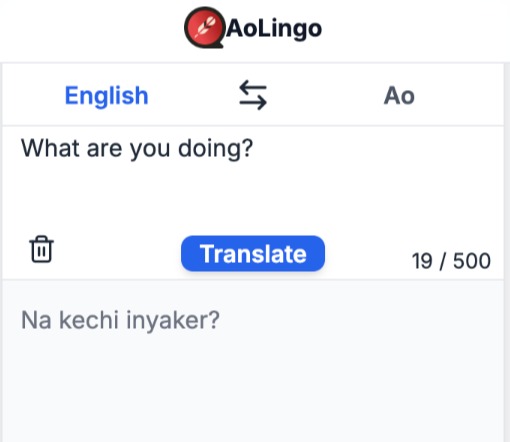 AoLingo
English Ao
What are you doing?
Translate 19 / 500
Na kechi inyaker?